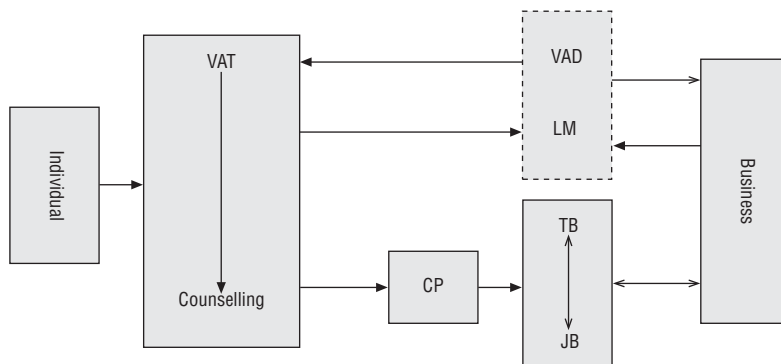 Individual
VAT
Counselling
CP
VAD
LM
TB
JB
Business